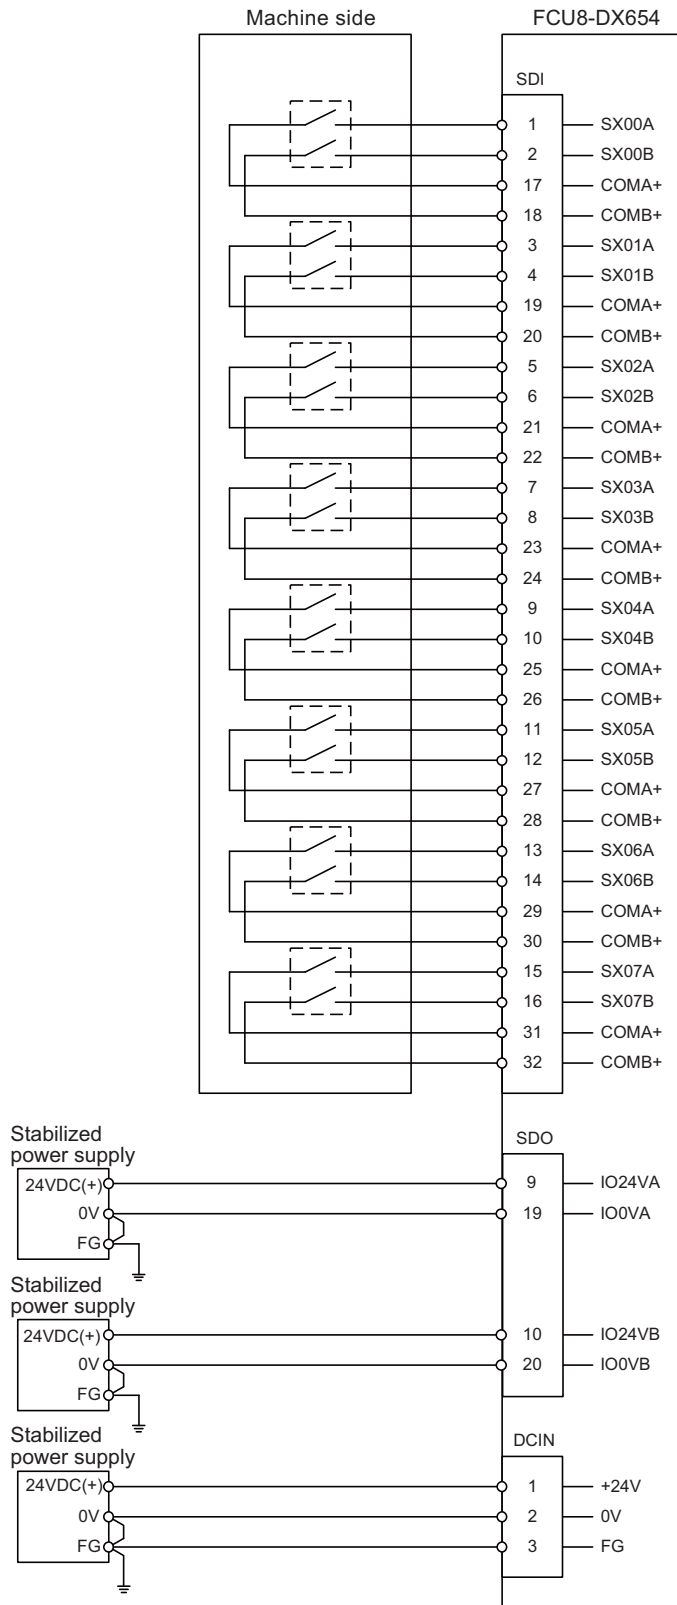 Machine side
FCU8-DX654
SDI
1 SX00A
2 SX00B
17 COMA+
18 COMB+
3 SX01A
4 SX01B
19 COMA+
20 COMB+
5 SX02A
6 SX02B
21 COMA+
22 COMB+
7 SX03A
8 SX03B
23 COMA+
24 COMB+
9 SX04A
10 SX04B
25 COMA+
26 COMB+
11 SX05A
12 SX05B
27 COMA+
28 COMB+
13 SX06A
14 SX06B
29 COMA+
30 COMB+
15 SX07A
16 SX07B
31 COMA+
32 COMB+
Stabilized
power supply
SDO
24VDC(+) 9 IO24VA
0V 19 IO0VA
FG
Stabilized
power supply
24VDC(+) 10 IO24VB
0V 20 IO0VB
FG
Stabilized
power supply
DCIN
24VDC(+) 1 +24V
0V 2 0V
FG 3 FG